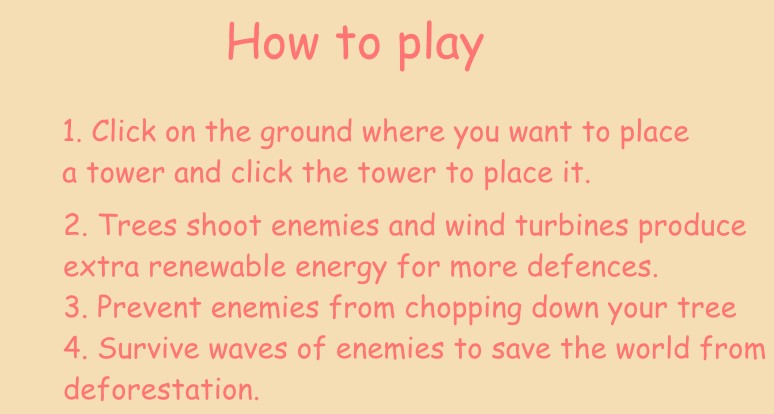 How to play
1. Click on the ground where you want to place
a tower and click the tower to place it.
2. Trees shoot enemies and wind turbines produce
extra renewable energy for more defences.
3. Prevent enemies from chopping down your tree
4. Survive waves of enemies to save the world from
deforestation.